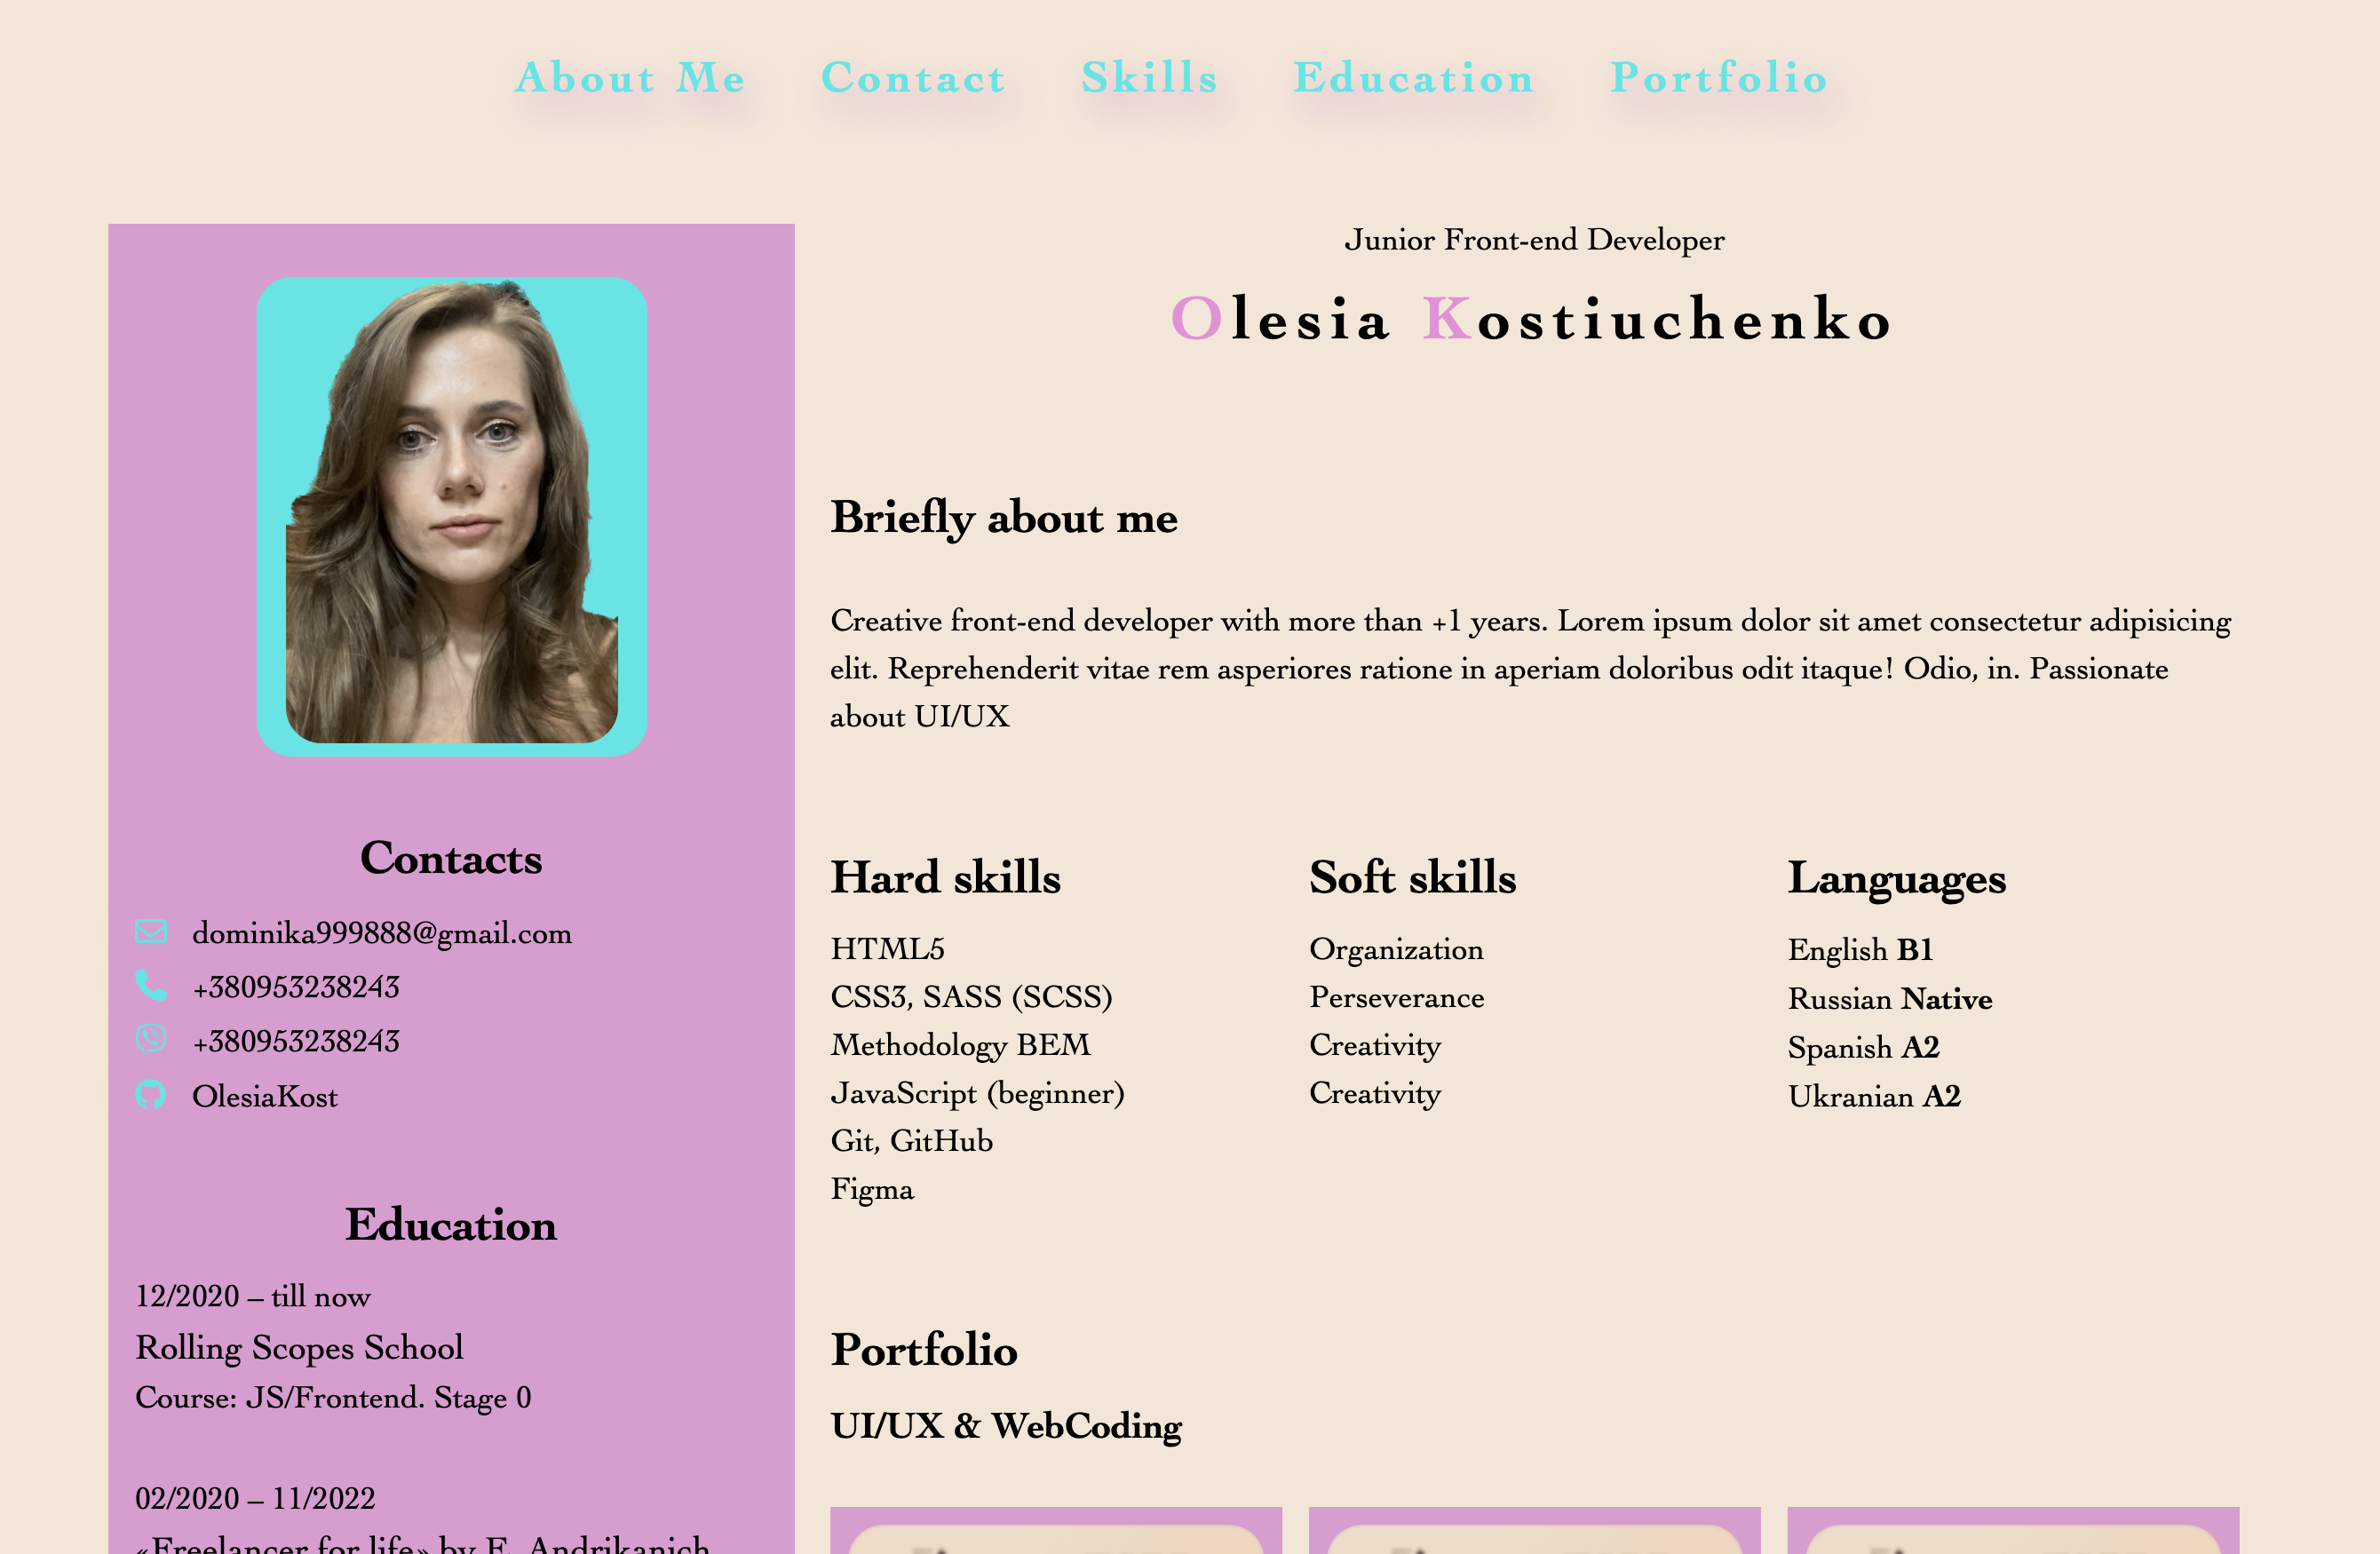 About Me Contact Skills Education Portfolio
Junior Front-end Developer
Olesia Kostiuchenko
Briefly about me
Creative front-end developer with more than +1 years. Lorem ipsum dolor sit amet consectetur adipisicing
elit. Reprehenderit vitae rem asperiores ratione in aperiam doloribus odit itaque! Odio, in. Passionate
about UI/UX
Contacts
dominika999888@gmail.com
+380953238243
+380953238243
OlesiaKost
Education
12/2020 – till now
Rolling Scopes School
Course: JS/Frontend. Stage 0
02/2020 – 11/2022
«Freelancer for life» by E. Andrikanich
Hard skills
HTML5
CSS3, SASS (SCSS)
Methodology BEM
JavaScript (beginner)
Git, GitHub
Figma
Soft skills
Organization
Perseverance
Creativity
Creativity
Languages
English B1
Russian Native
Spanish A2
Ukranian A2
Portfolio
UI/UX & WebCoding